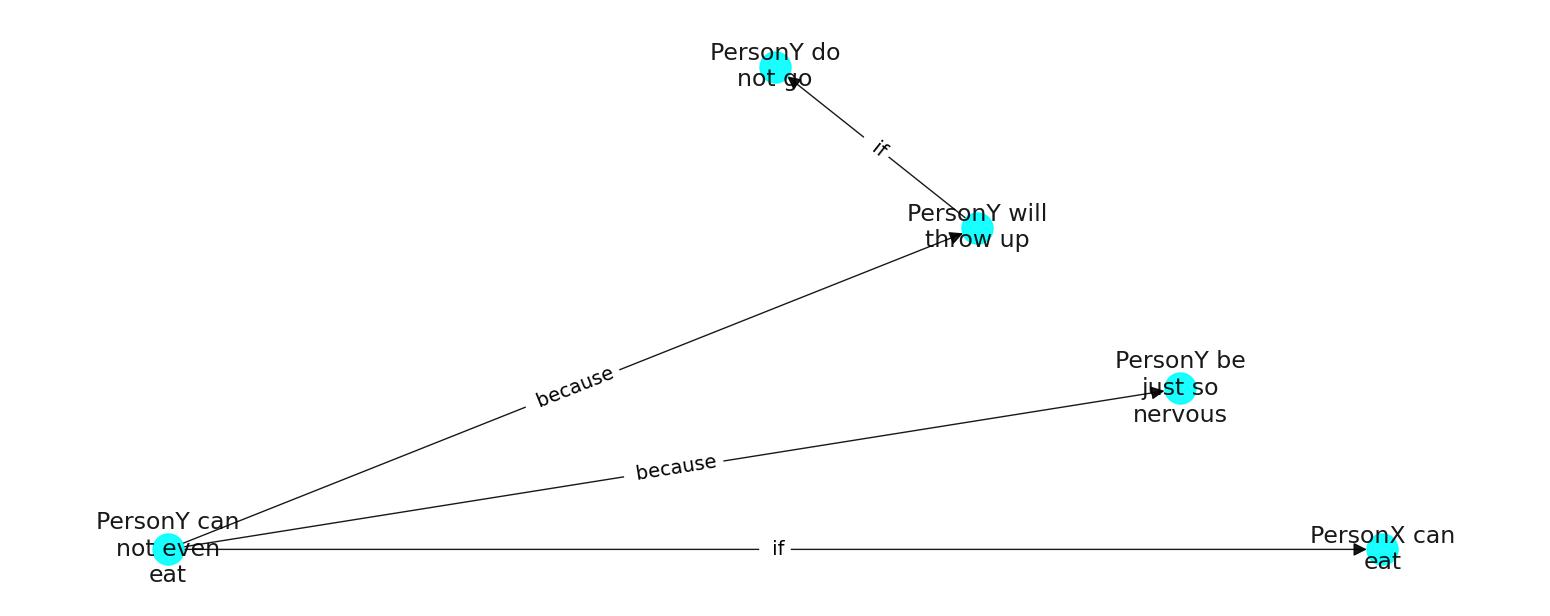 PersonY do
not go
if
PersonY will
throw up
because
PersonY be
just so
nervous
because
PersonY can
not even
eat
if
PersonX can
eat